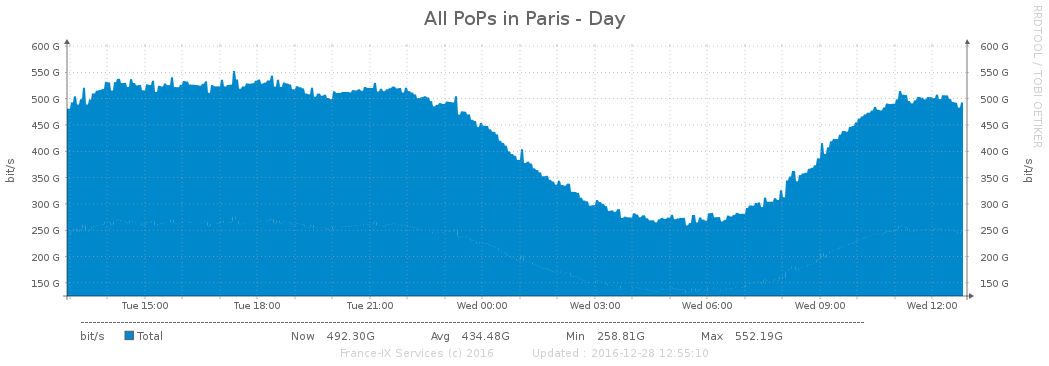 All PoPs in Paris - Day
RRDTOOL / TOBI OETIKER
600 G 600 G
550 G 550 G
500 G 500 G
450 G 450 G
400 G 400 G
350 G 350 G
300 G 300 G
250 G 250 G
200 G 200 G
150 G 150 G
bit/s bit/s
Tue 15:00 Tue 18:00 Tue 21:00 Wed 00:00 Wed 03:00 Wed 06:00 Wed 09:00 Wed 12:00
bit/s Total Now 492.30G Avg 434.48G Min 258.81G Max 552.19G
France-IX Services (c) 2016 Updated : 2016-12-28 12:55:10